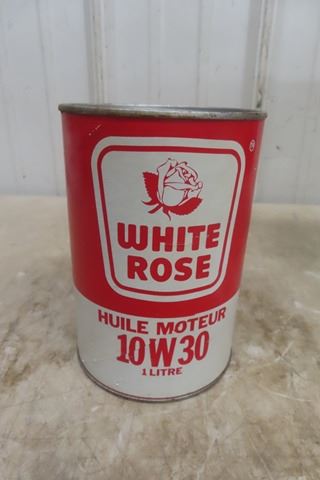 WHITE
ROSE
®
HUILE MOTEUR
10W30
1 LITRE